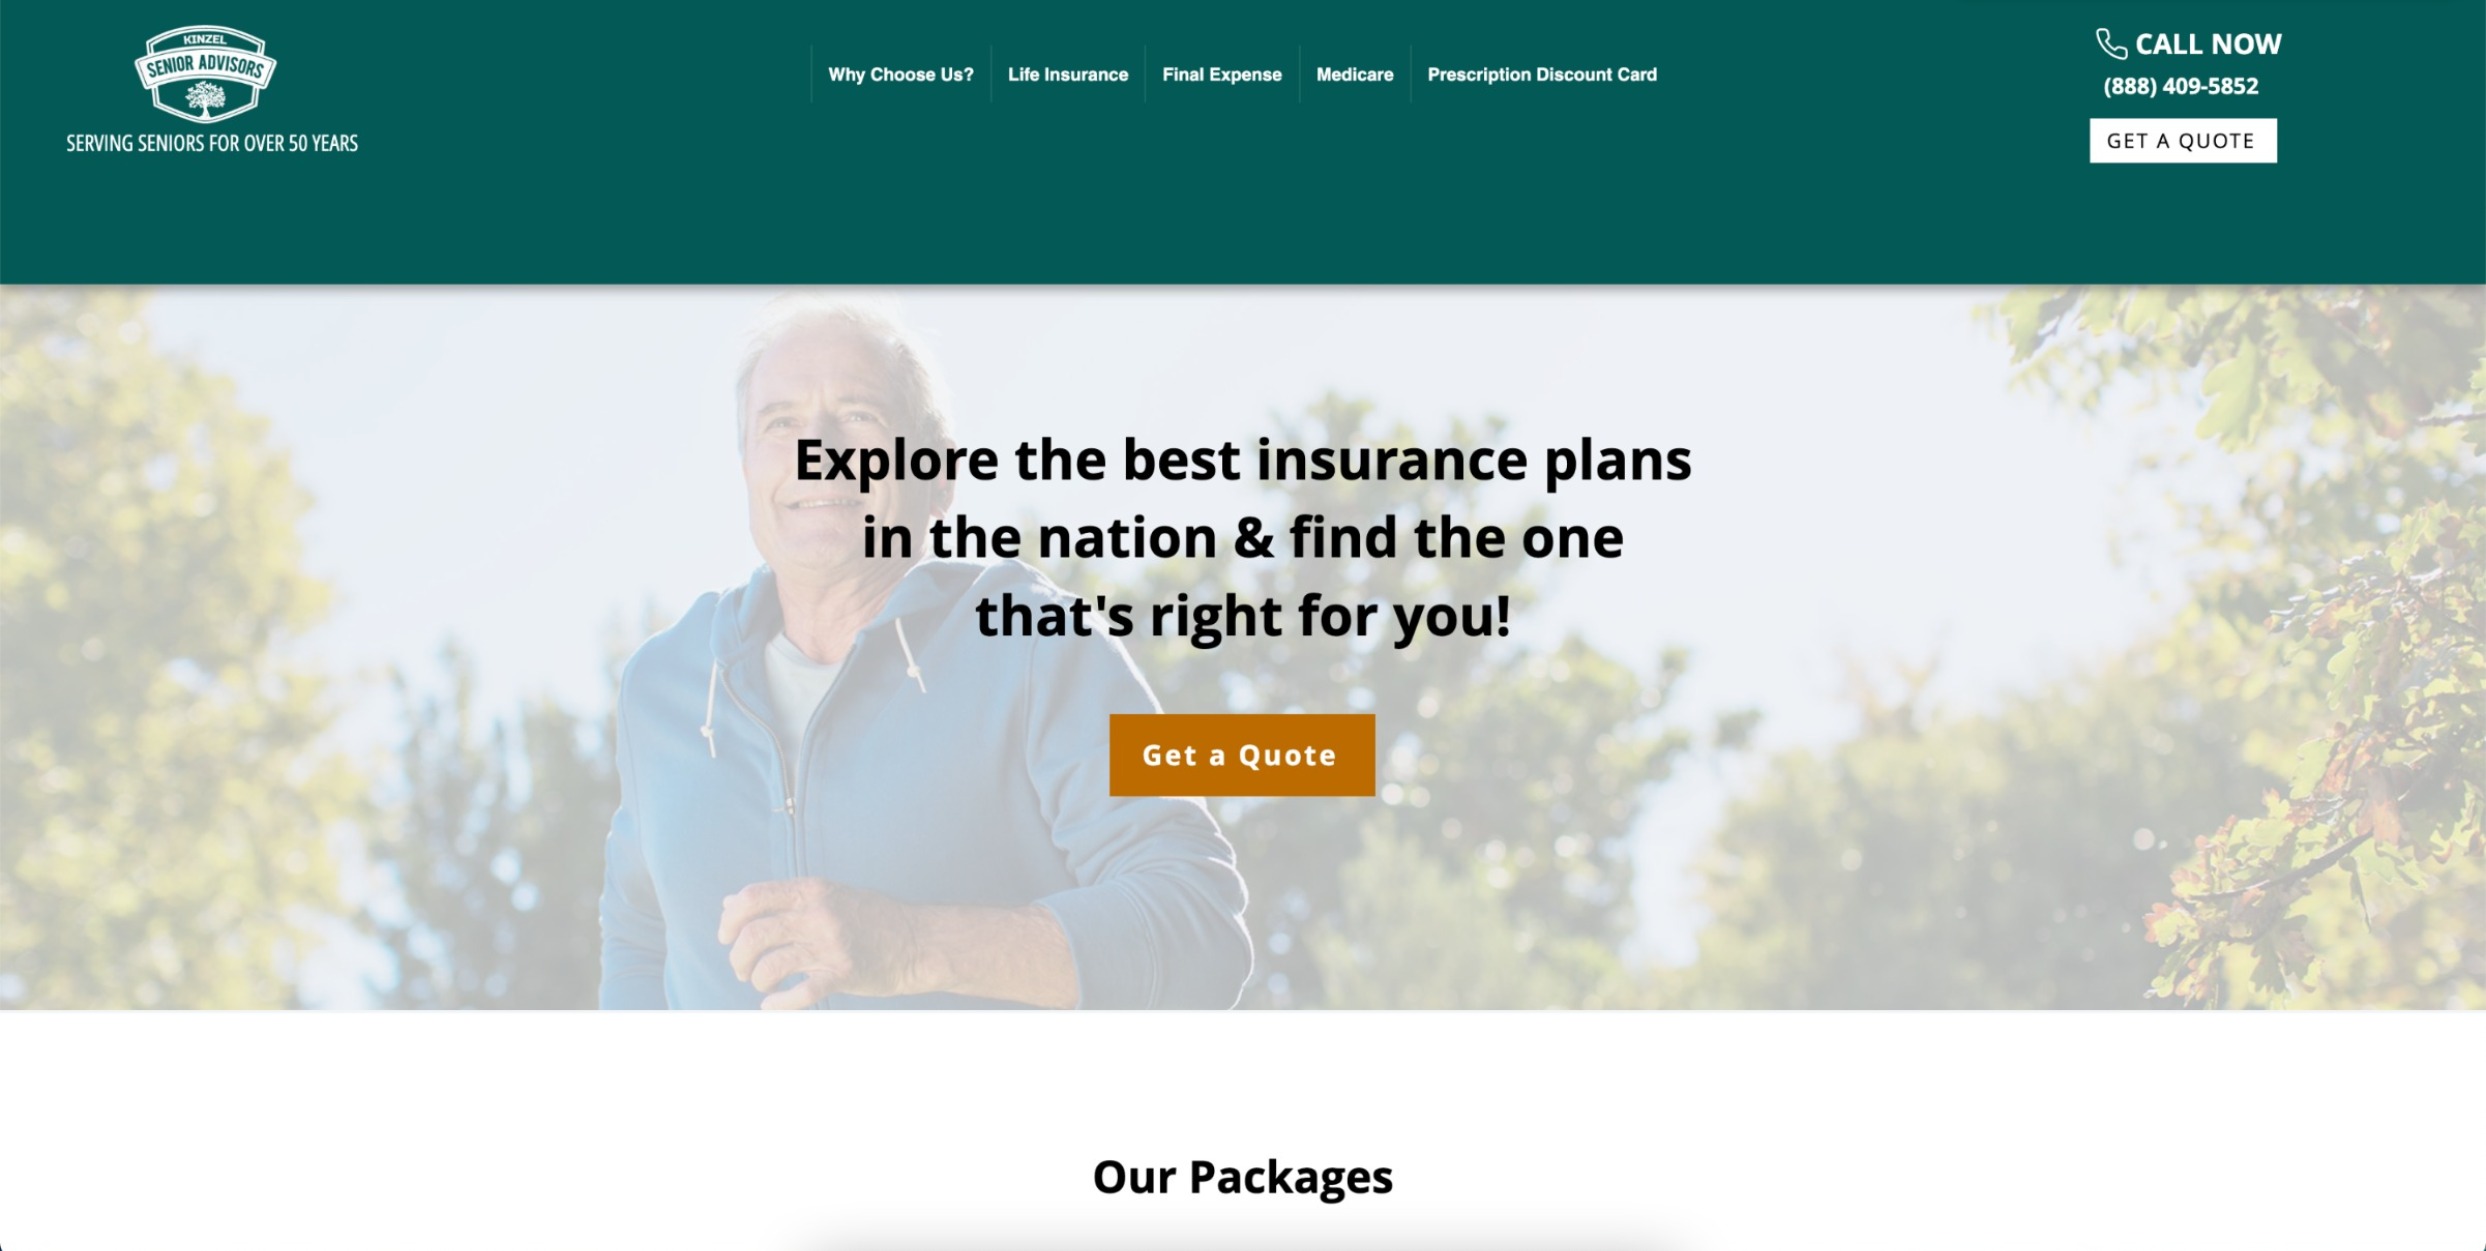 KINZEL
SENIOR ADVISORS
SERVING SENIORS FOR OVER 50 YEARS
Why Choose Us?
Life Insurance
Final Expense
Medicare
Prescription Discount Card
CALL NOW
(888) 409-5852
GET A QUOTE
Explore the best insurance plans
in the nation & find the one
that's right for you!
Get a Quote
Our Packages